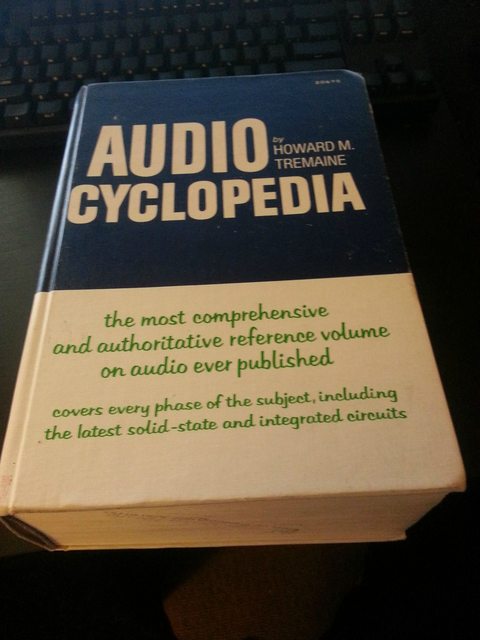 AUDIO
by
HOWARD M.
TREMAINE
CYCLOPEDIA
the most comprehensive
and authoritative reference volume
on audio ever published
covers every phase of the subject, including
the latest solid-state and integrated circuits